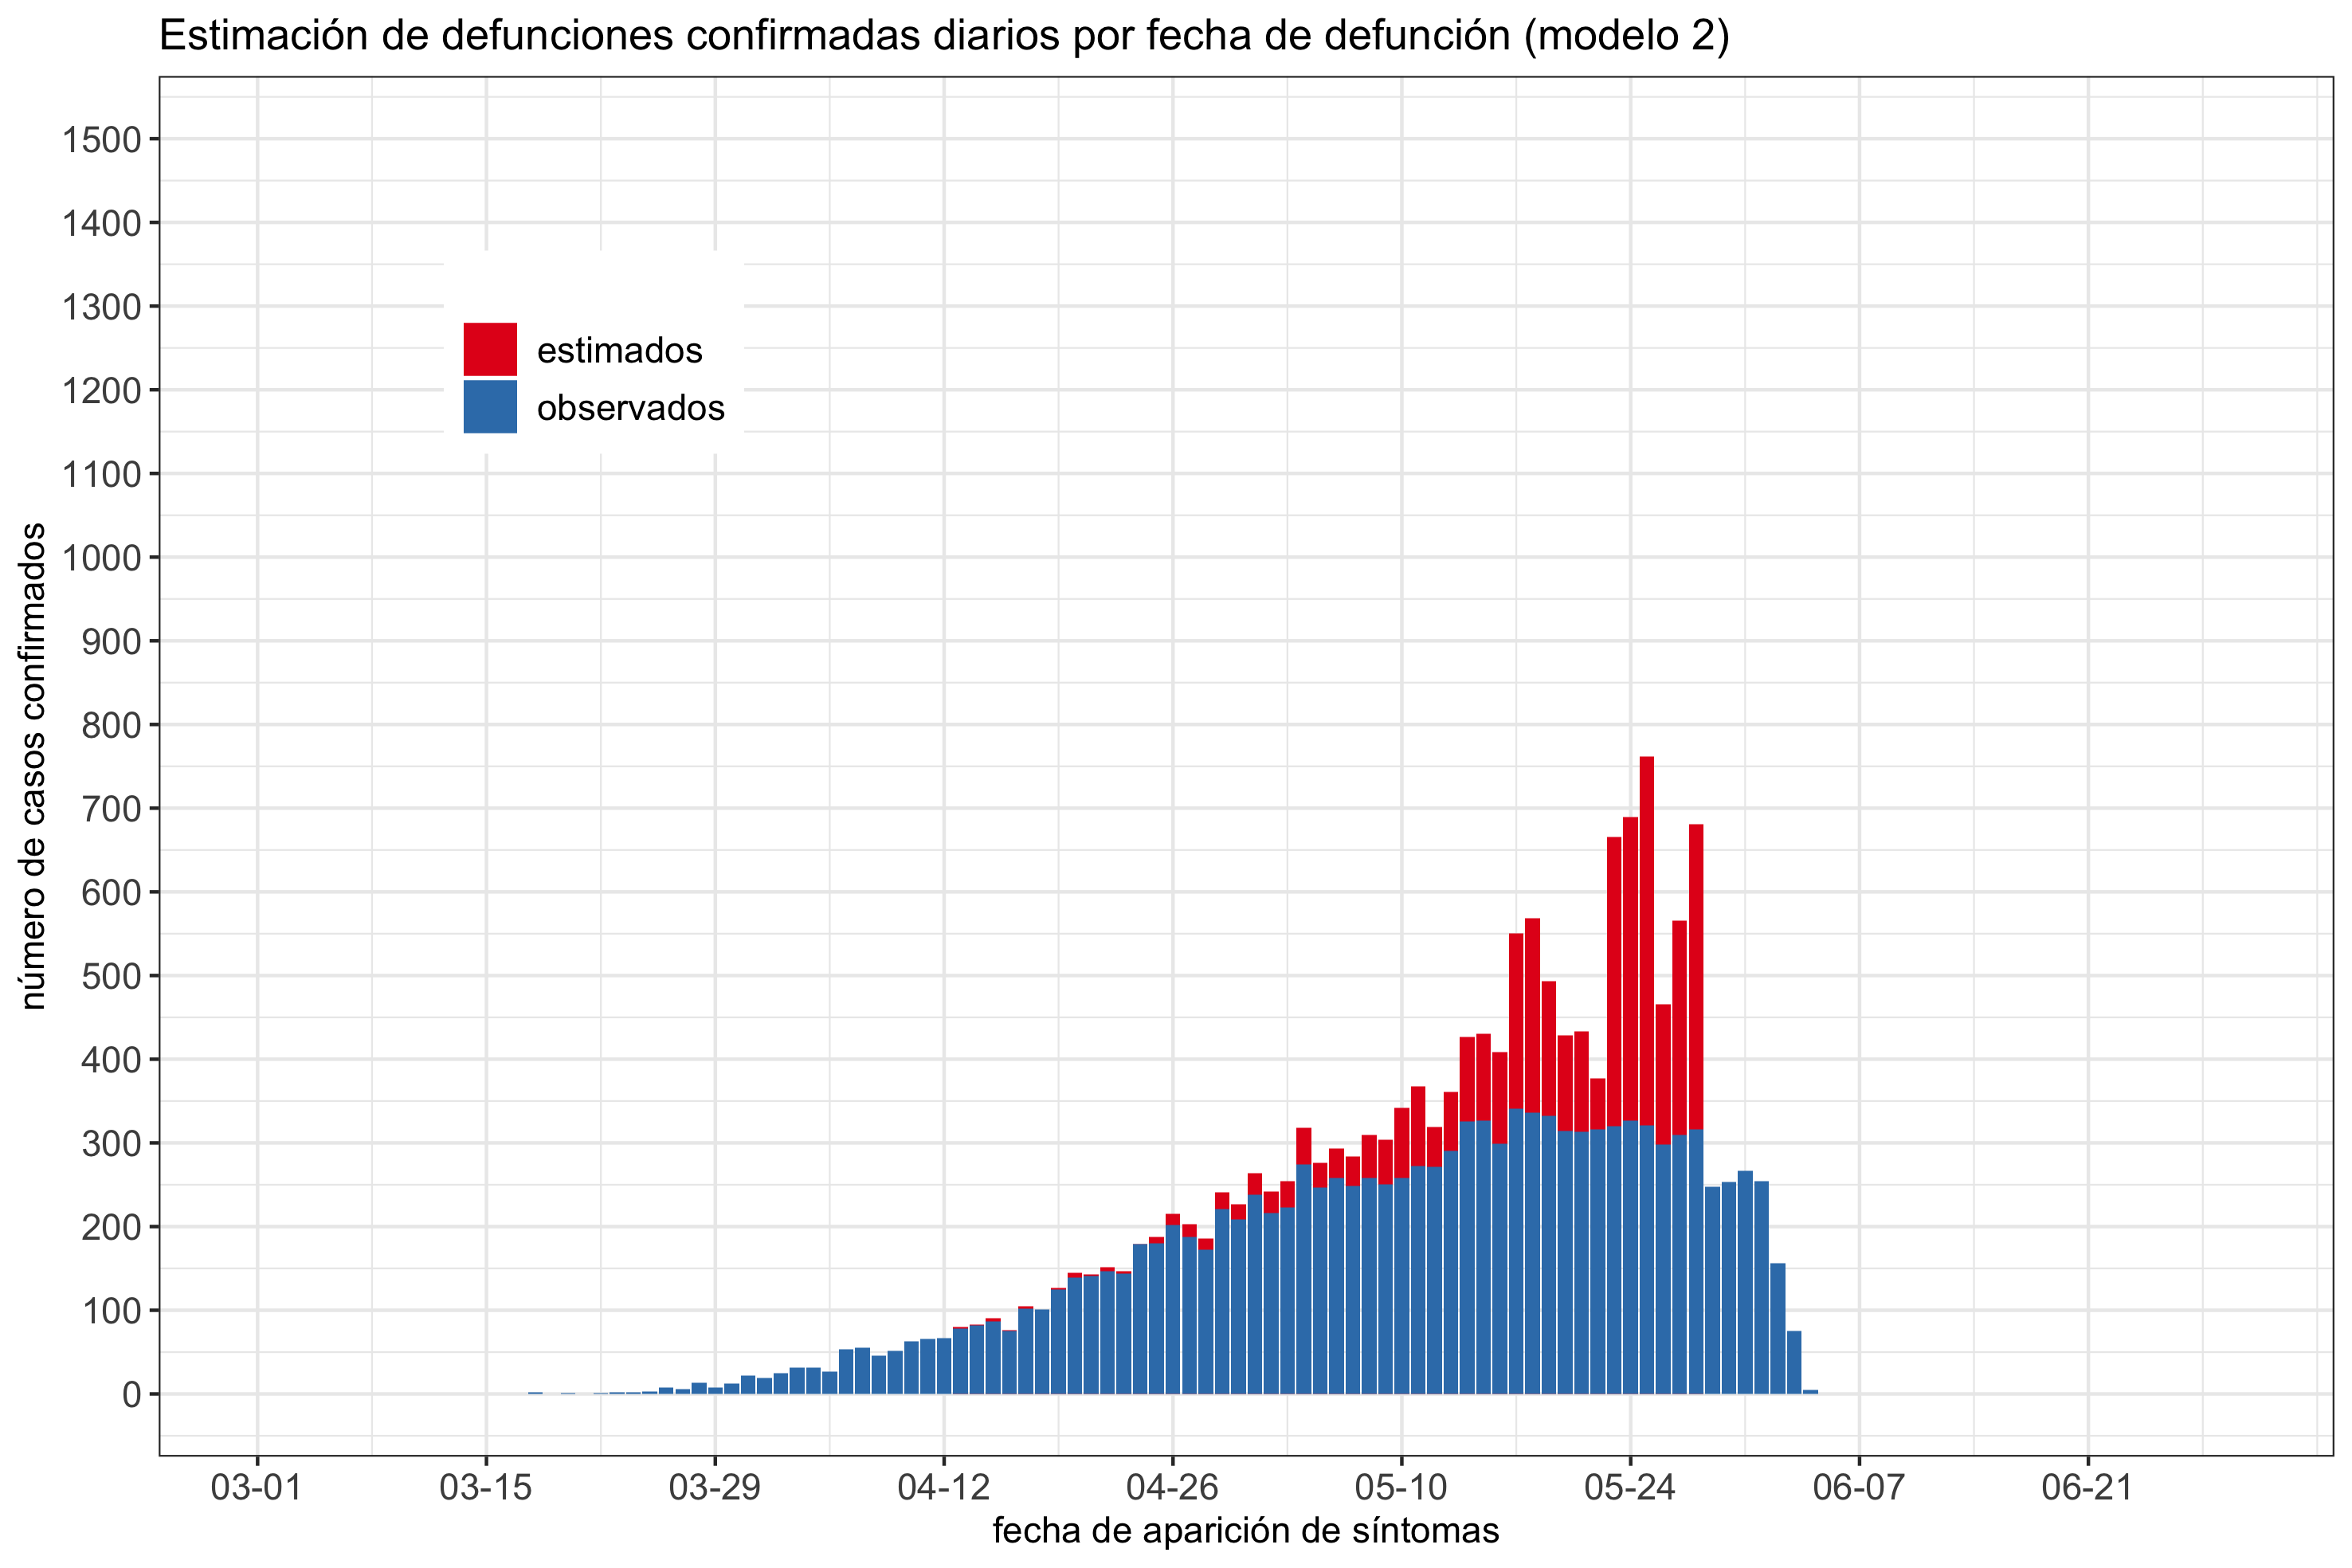 Estimación de defunciones confirmadas diarios por fecha de defunción (modelo 2)
número de casos confirmados
1500
1400
1300
1200
1100
1000
900
800
700
600
500
400
300
200
100
0
estimados
observados
03-01 03-15 03-29 04-12 04-26 05-10 05-24 06-07 06-21
fecha de aparición de síntomas